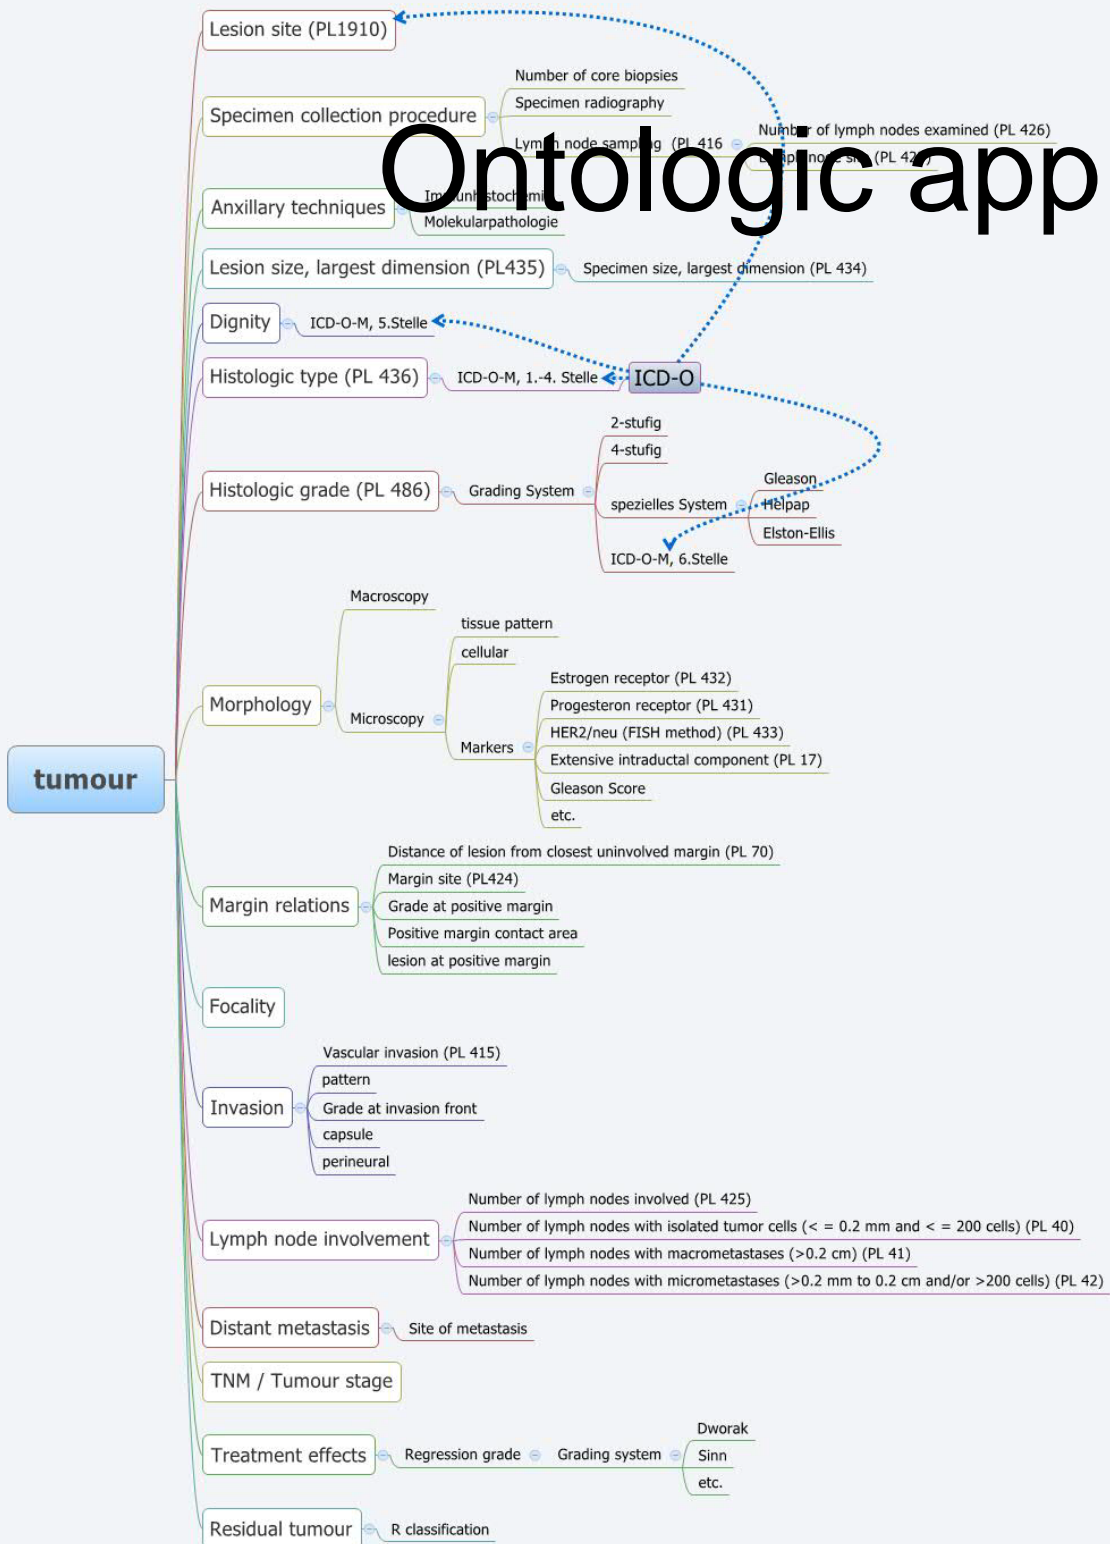 Lesion site (PL1910)
Number of core biopsies
Specimen collection procedure
Specimen radiography
Lymph node sampling (PL 416
Number of lymph nodes examined (PL 426)
Ontologic app
Anxillary techniques
Molekularpathologie
Lesion size, largest dimension (PL435)
Specimen size, largest dimension (PL 434)
Dignity
ICD-O-M, 5.Stelle
Histologic type (PL 436)
ICD-O-M, 1.-4. Stelle
ICD-O
2-stufig
4-stufig
Histologic grade (PL 486)
Grading System
spezielles System
Gleason
Helpap
Elston-Ellis
ICD-O-M, 6.Stelle
Macroscopy
tissue pattern
cellular
Morphology
Microscopy
Markers
Estrogen receptor (PL 432)
Progesteron receptor (PL 431)
HER2/neu (FISH method) (PL 433)
Extensive intraductal component (PL 17)
Gleason Score
etc.
tumour
Distance of lesion from closest uninvolved margin (PL 70)
Margin site (PL424)
Margin relations
Grade at positive margin
Positive margin contact area
lesion at positive margin
Focality
Vascular invasion (PL 415)
pattern
Invasion
Grade at invasion front
capsule
perineural
Number of lymph nodes involved (PL 425)
Number of lymph nodes with isolated tumor cells (< = 0.2 mm and < = 200 cells) (PL 40)
Lymph node involvement
Number of lymph nodes with macrometastases (>0.2 cm) (PL 41)
Number of lymph nodes with micrometastases (>0.2 mm to 0.2 cm and/or >200 cells) (PL 42)
Distant metastasis
Site of metastasis
TNM / Tumour stage
Treatment effects
Regression grade
Grading system
Dworak
Sinn
etc.
Residual tumour
R classification